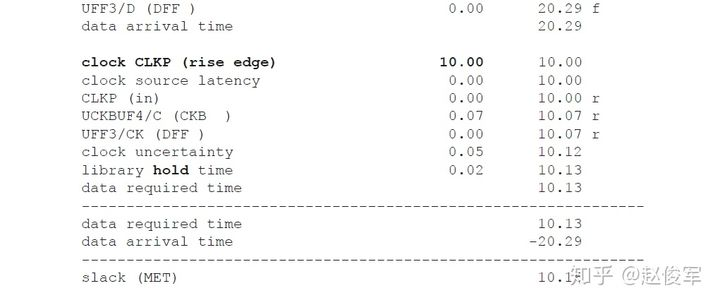 UFF3/D (DFF ) 0.00 20.29 f
data arrival time 20.29
clock CLKP (rise edge) 10.00 10.00
clock source latency 0.00 10.00
CLKP (in) 0.00 10.00 r
UCKBUF4/C (CKB ) 0.07 10.07 r
UFF3/CK (DFF ) 0.00 10.07 r
clock uncertainty 0.05 10.12
library hold time 0.02 10.13
data required time 10.13
--------------------------------------------------------------
data required time 10.13
data arrival time -20.29
--------------------------------------------------------------
slack (MET)
知乎 @赵俊军